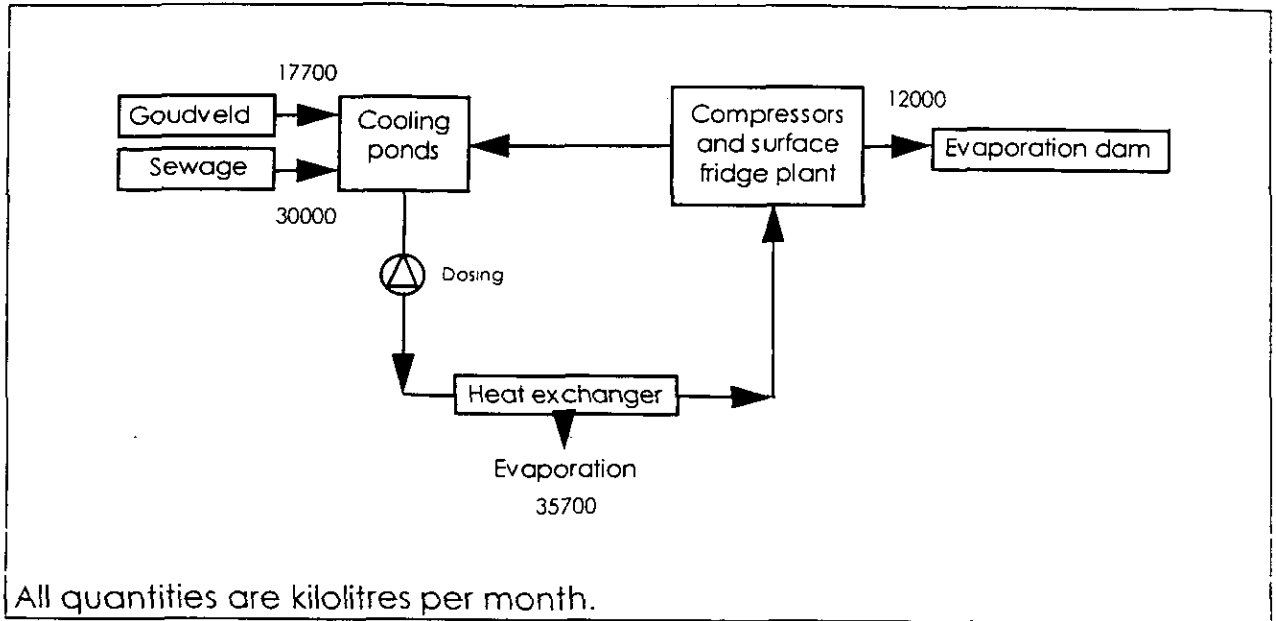 17700
Goudveld
Sewage
30000
Cooling
ponds
Compressors
and surface
fridge plant
12000
Evaporation dam
Dosing
Heat exchanger
Evaporation
35700
All quantities are kilolitres per month.